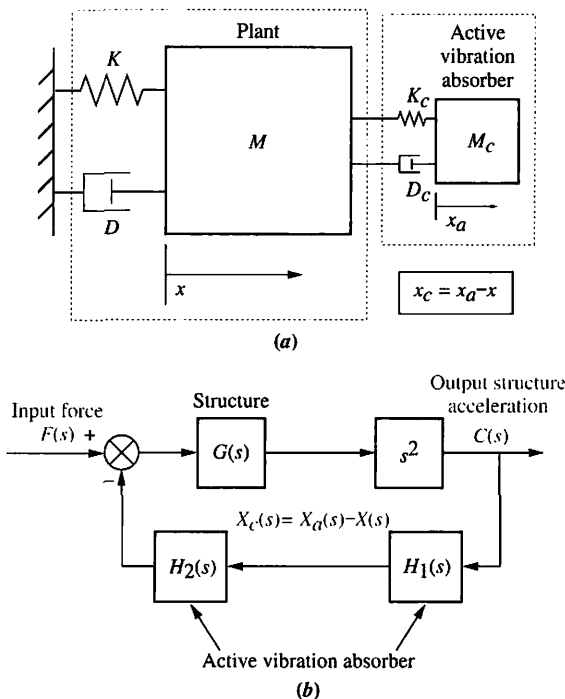 Plant
Active
vibration
absorber
K
K_c
M
M_c
D_c
D
x_a
x
x_c = x_a−x
(a)
Structure
Output structure
acceleration
Input force
F(s) +
C(s)
G(s)
s^2
−
X_c(s) = X_a(s)−X(s)
H_2(s)
H_1(s)
Active vibration absorber
(b)